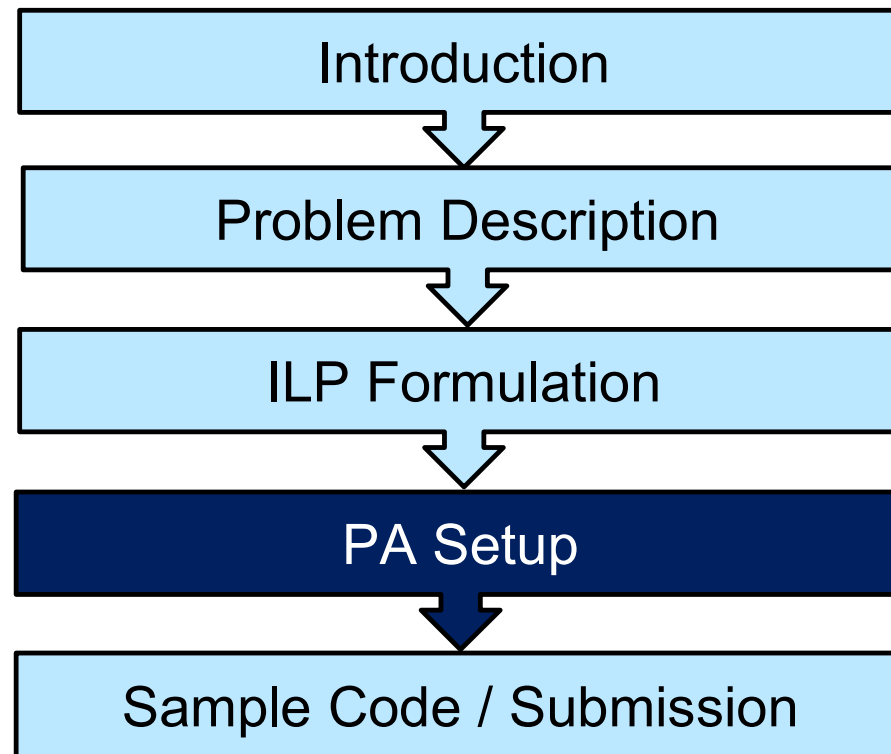 Introduction
Problem Description
ILP Formulation
PA Setup
Sample Code / Submission